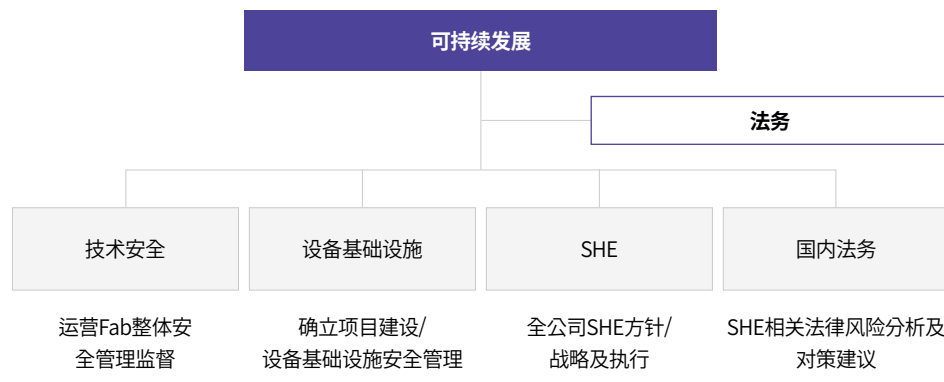 可持续发展
法务
技术安全
设备基础设施
SHE
国内法务
运营Fab整体安
全管理监督
确立项目建设/
设备基础设施安全管理
全公司SHE方针/
战略及执行
SHE相关法律风险分析及
对策建议